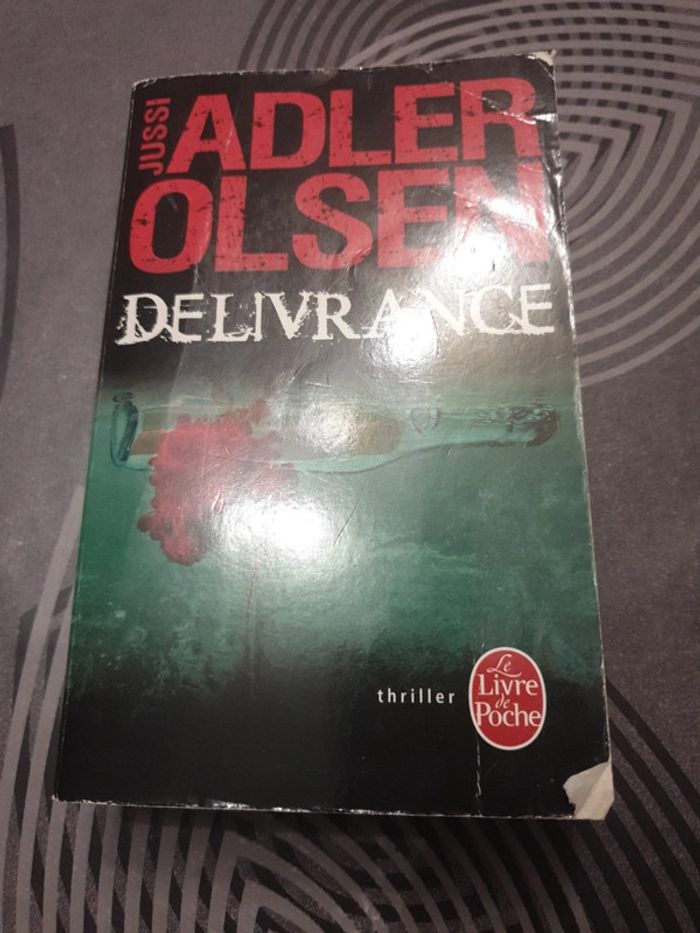 JUSSI
ADLER
OLSEN
DELIVRANCE
thriller
Le
Livre
de
Poche